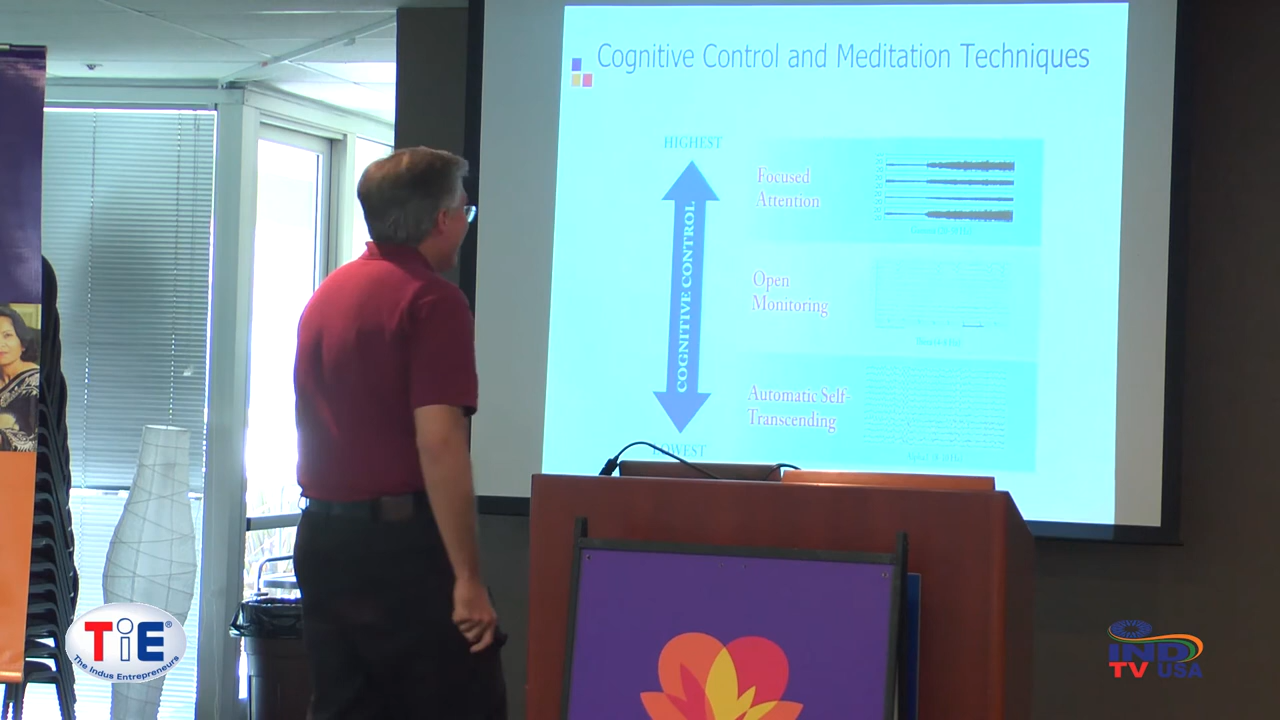 Cognitive Control and Meditation Techniques
HIGHEST
COGNITIVE CONTROL
Focused
Attention
Open
Monitoring
Automatic Self-
Transcending
LOWEST
TiE®
The Indus Entrepreneurs
IND
TV USA